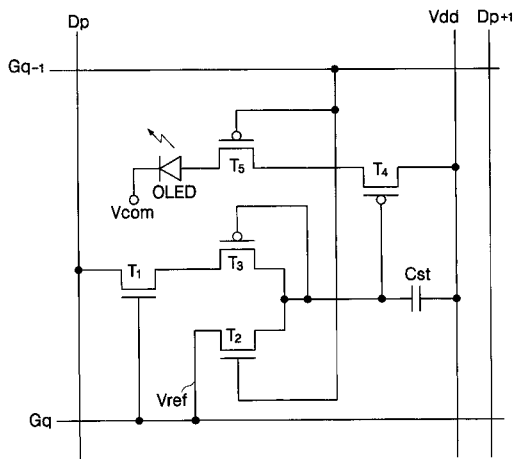 Dp Vdd Dp+1
Gq-1
T5
T4
OLED
Vcom
T1
T3
Cst
T2
Vref
Gq